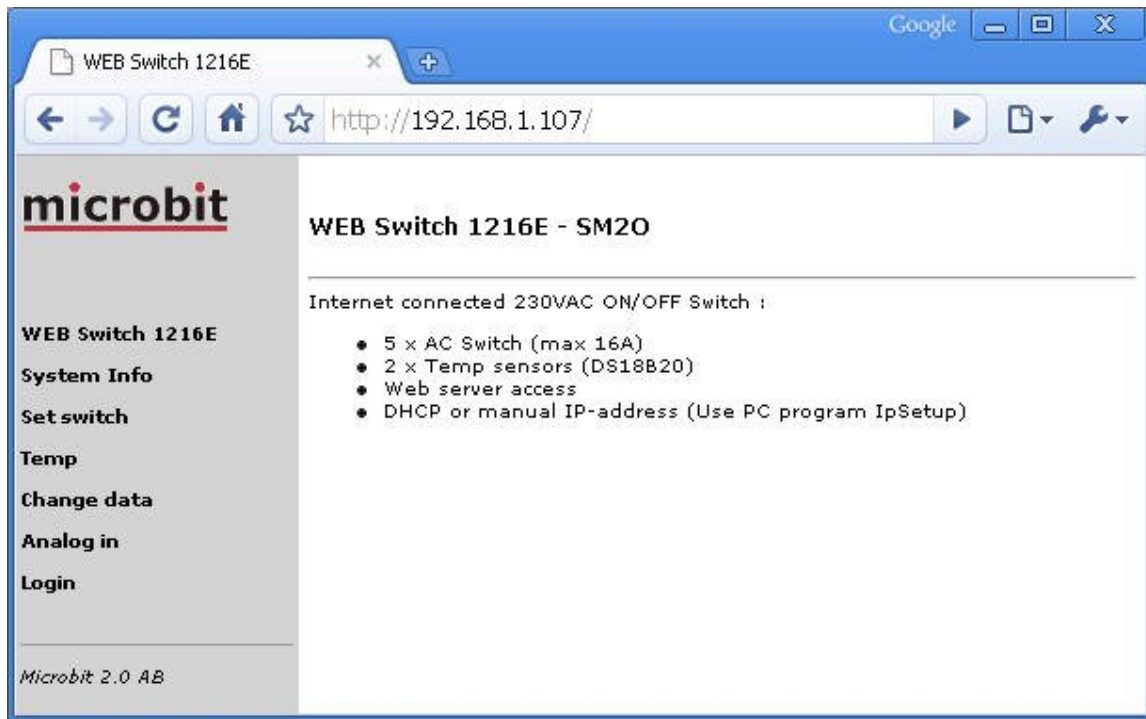 Google
WEB Switch 1216E
http://192.168.1.107/
microbit
WEB Switch 1216E
System Info
Set switch
Temp
Change data
Analog in
Login
Microbit 2.0 AB
WEB Switch 1216E - SM2O
Internet connected 230VAC ON/OFF Switch :
5 x AC Switch (max 16A)
2 x Temp sensors (DS18B20)
Web server access
DHCP or manual IP-address (Use PC program IpSetup)